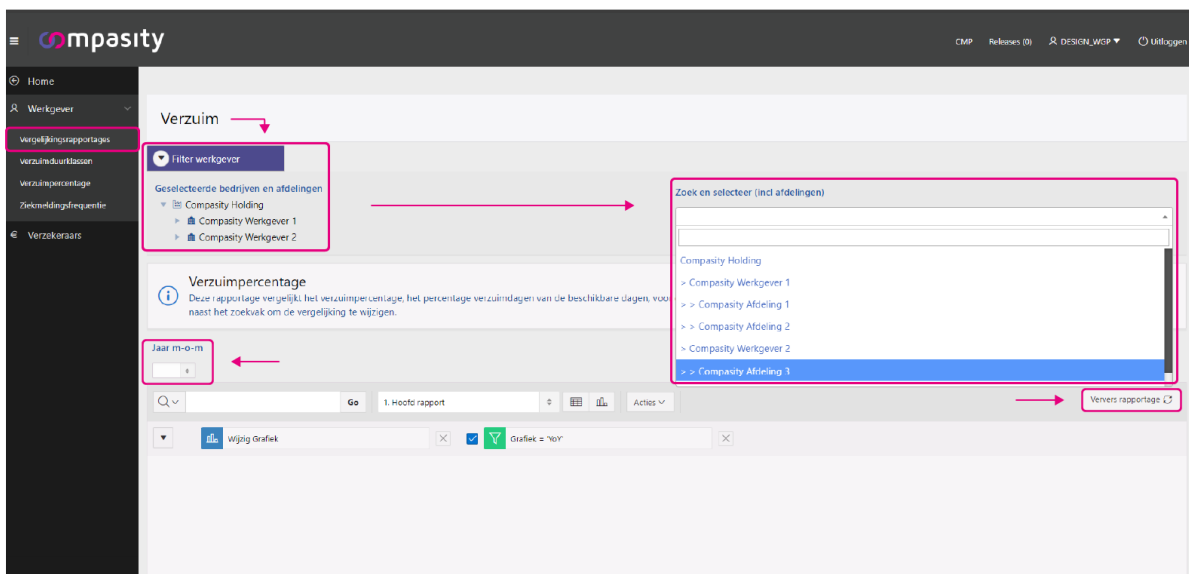 compasity
CMP Releases (0) DESIGN_WGP Uitloggen
Home
Werkgever
Vergelijkingsrapportages
Verzuimduurklassen
Verzuimpercentage
Ziekmeldingsfrequentie
€ Verzekeraars
Verzuim
Filter werkgever
Geselecteerde bedrijven en afdelingen
Compasity Holding
Compasity Werkgever 1
Compasity Werkgever 2
Zoek en selecteer (incl afdelingen)
Compasity Holding
> Compasity Werkgever 1
> > Compasity Afdeling 1
> > Compasity Afdeling 2
> Compasity Werkgever 2
> > Compasity Afdeling 3
Verzuimpercentage
Deze rapportage vergelijkt het verzuimpercentage, het percentage verzuimdagen van de beschikbare dagen, voo
naast het zoekvak om de vergelijking te wijzigen.
Jaar m-o-m
Go 1. Hoofd rapport Acties Ververs rapportage
Wijzig Grafiek Grafiek = 'YoY'